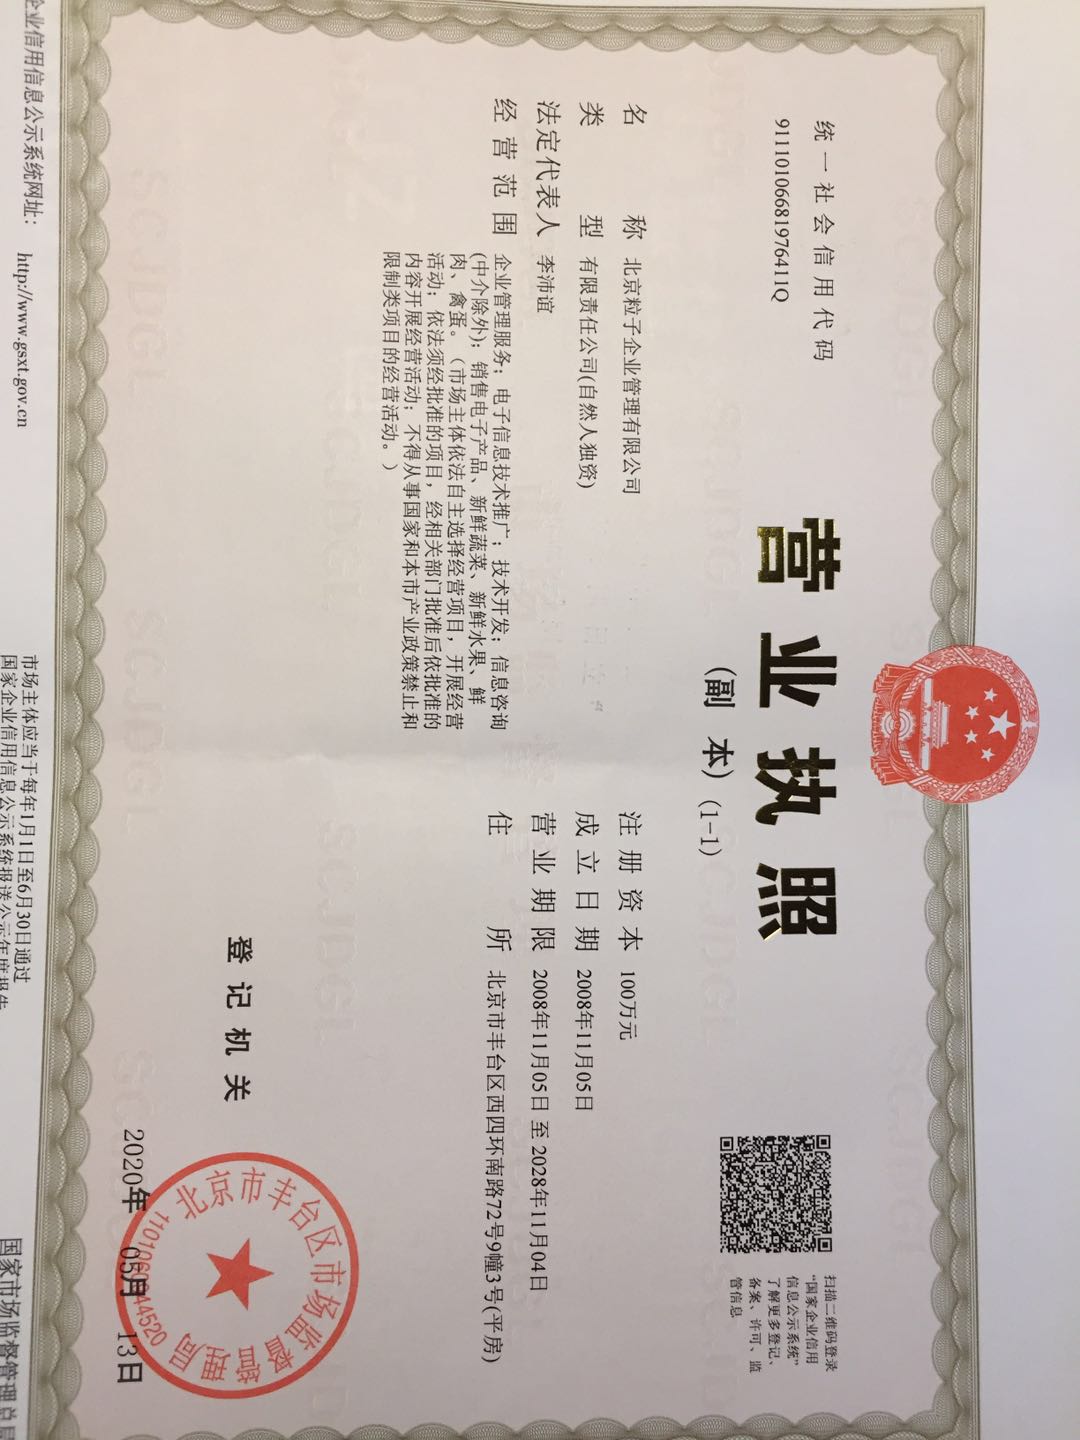 统一社会信用代码
91110106681976411Q
营业执照
(副本)(1-1)
扫描二维码登录
“国家企业信用
信息公示系统”
了解更多登记、
备案、许可、监
管信息
名称 北京粒子企业管理有限公司
类型 有限责任公司(自然人独资)
法定代表人 李沛谊
经营范围 企业管理服务；电子信息技术推广；技术开发；信息咨询
(中介除外)；销售电子产品、新鲜蔬菜、新鲜水果、鲜
肉、禽蛋。（市场主体依法自主选择经营项目，开展经营
活动；依法须经批准的项目，经相关部门批准后依批准的
内容开展经营活动；不得从事国家和本市产业政策禁止和
限制类项目的经营活动。）
注册资本 100万元
成立日期 2008年11月05日
营业期限 2008年11月05日 至 2028年11月04日
住所 北京市丰台区西四环南路72号9幢3号(平房)
登记机关
北京市丰台区市场监督管理局
2020年 05月 13日
企业信用信息公示系统网址： http://www.gsxt.gov.cn
市场主体应当于每年1月1日至6月30日通过
国家企业信用信息公示系统报送公示年度报告
国家市场监督管理总局